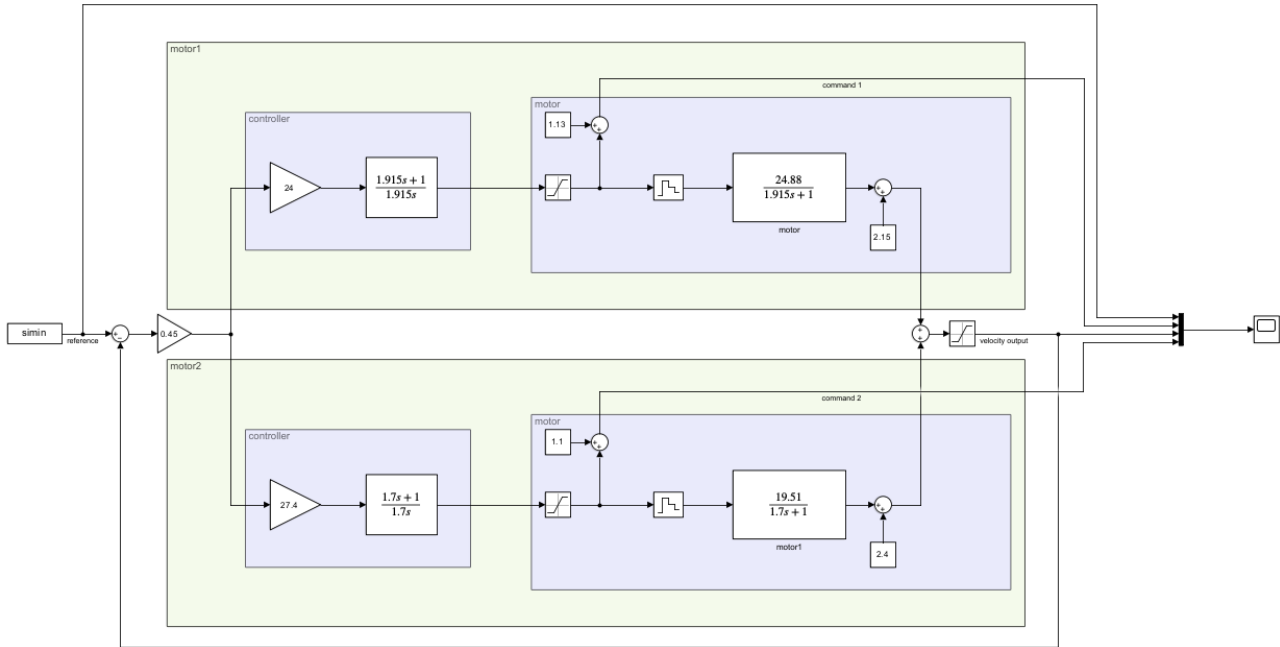 motor1
command 1
motor
controller
1.13
24
1.915s + 1
1.915s
24.88
1.915s + 1
motor
2.15
simin
reference
0.45
velocity output
motor2
command 2
motor
controller
1.1
27.4
1.7s + 1
1.7s
19.51
1.7s + 1
motor1
2.4